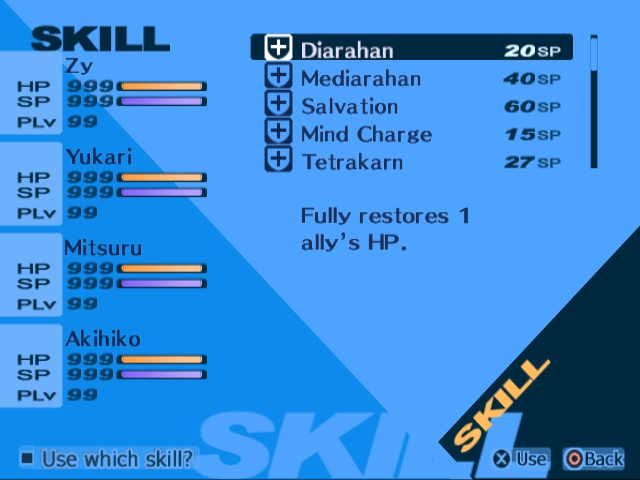 SKILL
Zy
HP 999
SP 999
PLv 99
Yukari
HP 999
SP 999
PLv 99
Mitsuru
HP 999
SP 999
PLv 99
Akihiko
HP 999
SP 999
PLv 99
Diarahan 20SP
Mediarahan 40SP
Salvation 60SP
Mind Charge 15SP
Tetrakarn 27SP
Fully restores 1
ally's HP.
SKILL
SKILL
Use which skill?
Use Back